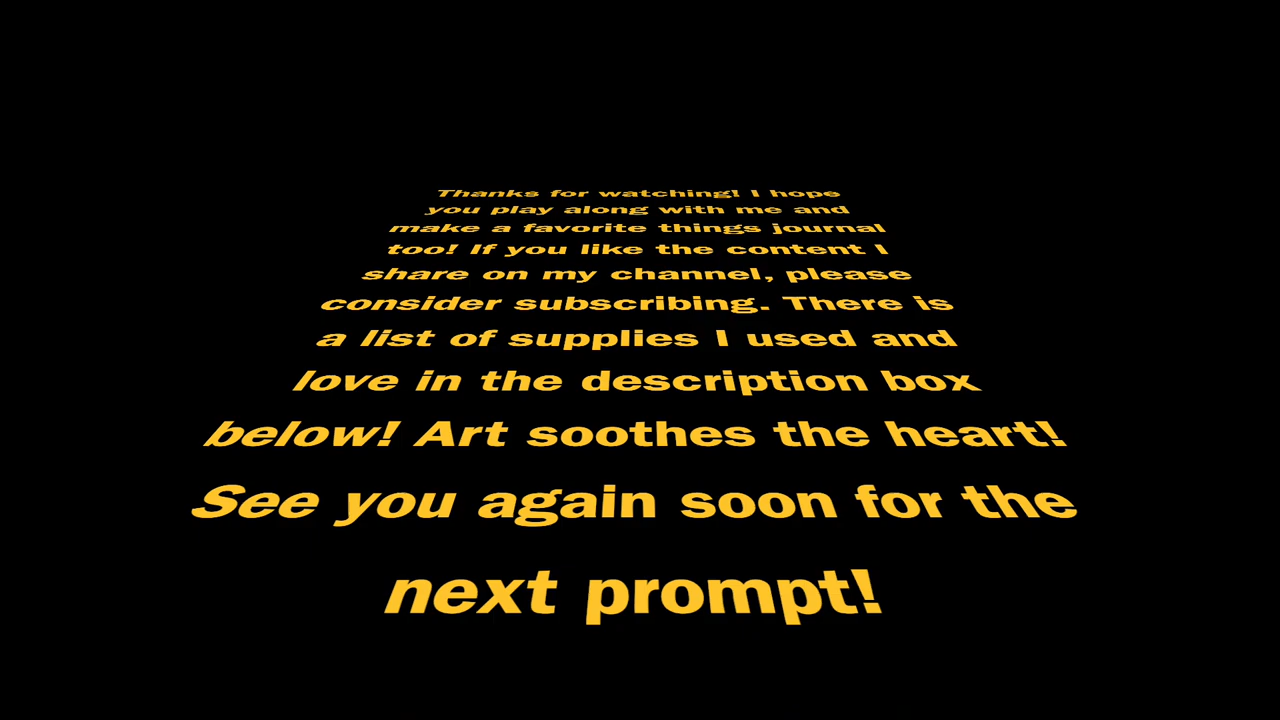 Thanks for watching! I hope
you play along with me and
make a favorite things journal
too! If you like the content I
share on my channel, please
consider subscribing. There is
a list of supplies I used and
love in the description box
below! Art soothes the heart!
See you again soon for the
next prompt!